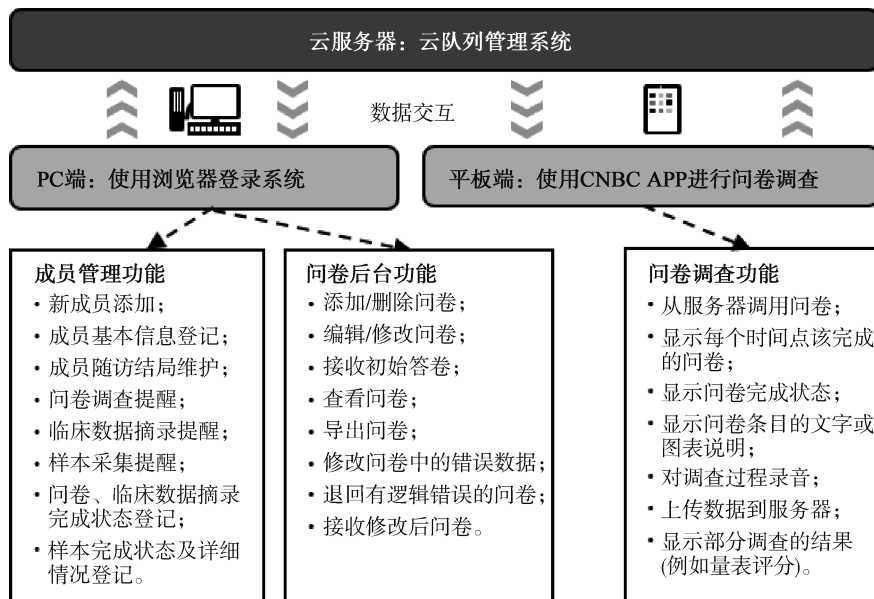 云服务器：云队列管理系统
数据交互
PC端：使用浏览器登录系统
平板端：使用CNBC APP进行问卷调查
成员管理功能
· 新成员添加；
· 成员基本信息登记；
· 成员随访结局维护；
· 问卷调查提醒；
· 临床数据摘录提醒；
· 样本采集提醒；
· 问卷、临床数据摘录
完成状态登记；
· 样本完成状态及详细
情况登记。
问卷后台功能
· 添加/删除问卷；
· 编辑/修改问卷；
· 接收初始答卷；
· 查看问卷；
· 导出问卷；
· 修改问卷中的错误数据；
· 退回有逻辑错误的问卷；
· 接收修改后问卷。
问卷调查功能
· 从服务器调用问卷；
· 显示每个时间点该完成
的问卷；
· 显示问卷完成状态；
· 显示问卷条目的文字或
图表说明；
· 对调查过程录音；
· 上传数据到服务器；
· 显示部分调查的结果
(例如量表评分)。